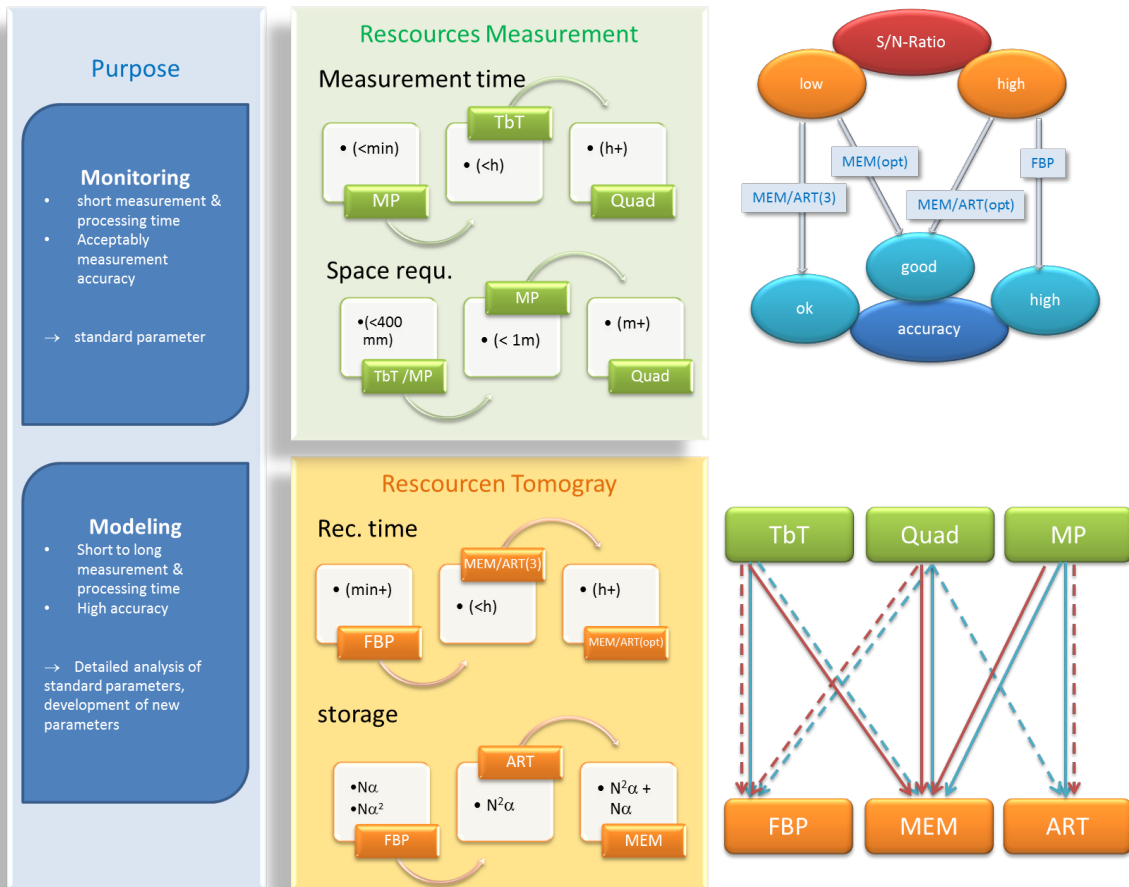 Purpose
Monitoring
• short measurement &
processing time
• Acceptably
measurement
accuracy
→ standard parameter
Modeling
• Short to long
measurement &
processing time
• High accuracy
→ Detailed analysis of
standard parameters,
development of new
parameters
Rescources Measurement
Measurement time
• (<min)
MP
TbT
• (<h)
• (h+)
Quad
Space requ.
•(<400
mm)
TbT /MP
MP
• (< 1m)
• (m+)
Quad
Rescourcen Tomogray
Rec. time
• (min+)
FBP
MEM/ART(3)
• (<h)
• (h+)
MEM/ART(opt)
storage
•Nα
•Nα²
FBP
ART
• N²α
• N²α +
Nα
MEM
S/N-Ratio
low
high
MEM(opt)
FBP
MEM/ART(3)
MEM/ART(opt)
good
ok
high
accuracy
TbT
Quad
MP
FBP
MEM
ART